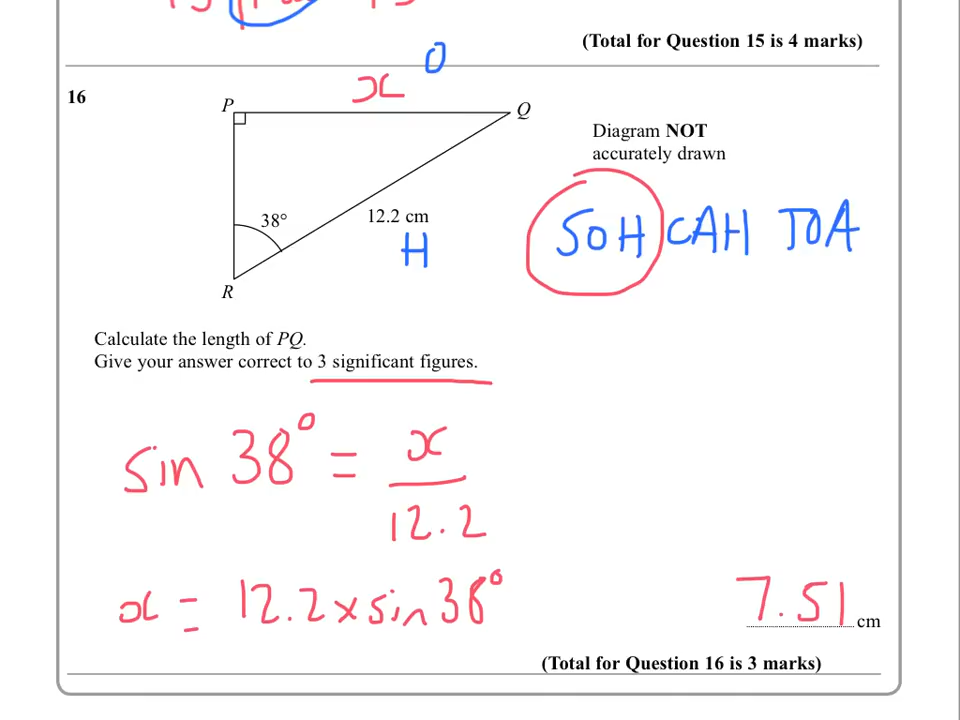 (Total for Question 15 is 4 marks)
16
x O
P
Q
Diagram NOT
accurately drawn
38°
12.2 cm
H
SOH CAH TOA
R
Calculate the length of PQ.
Give your answer correct to 3 significant figures.
sin 38° = x / 12.2
x = 12.2 × sin 38°
7.51 cm
(Total for Question 16 is 3 marks)